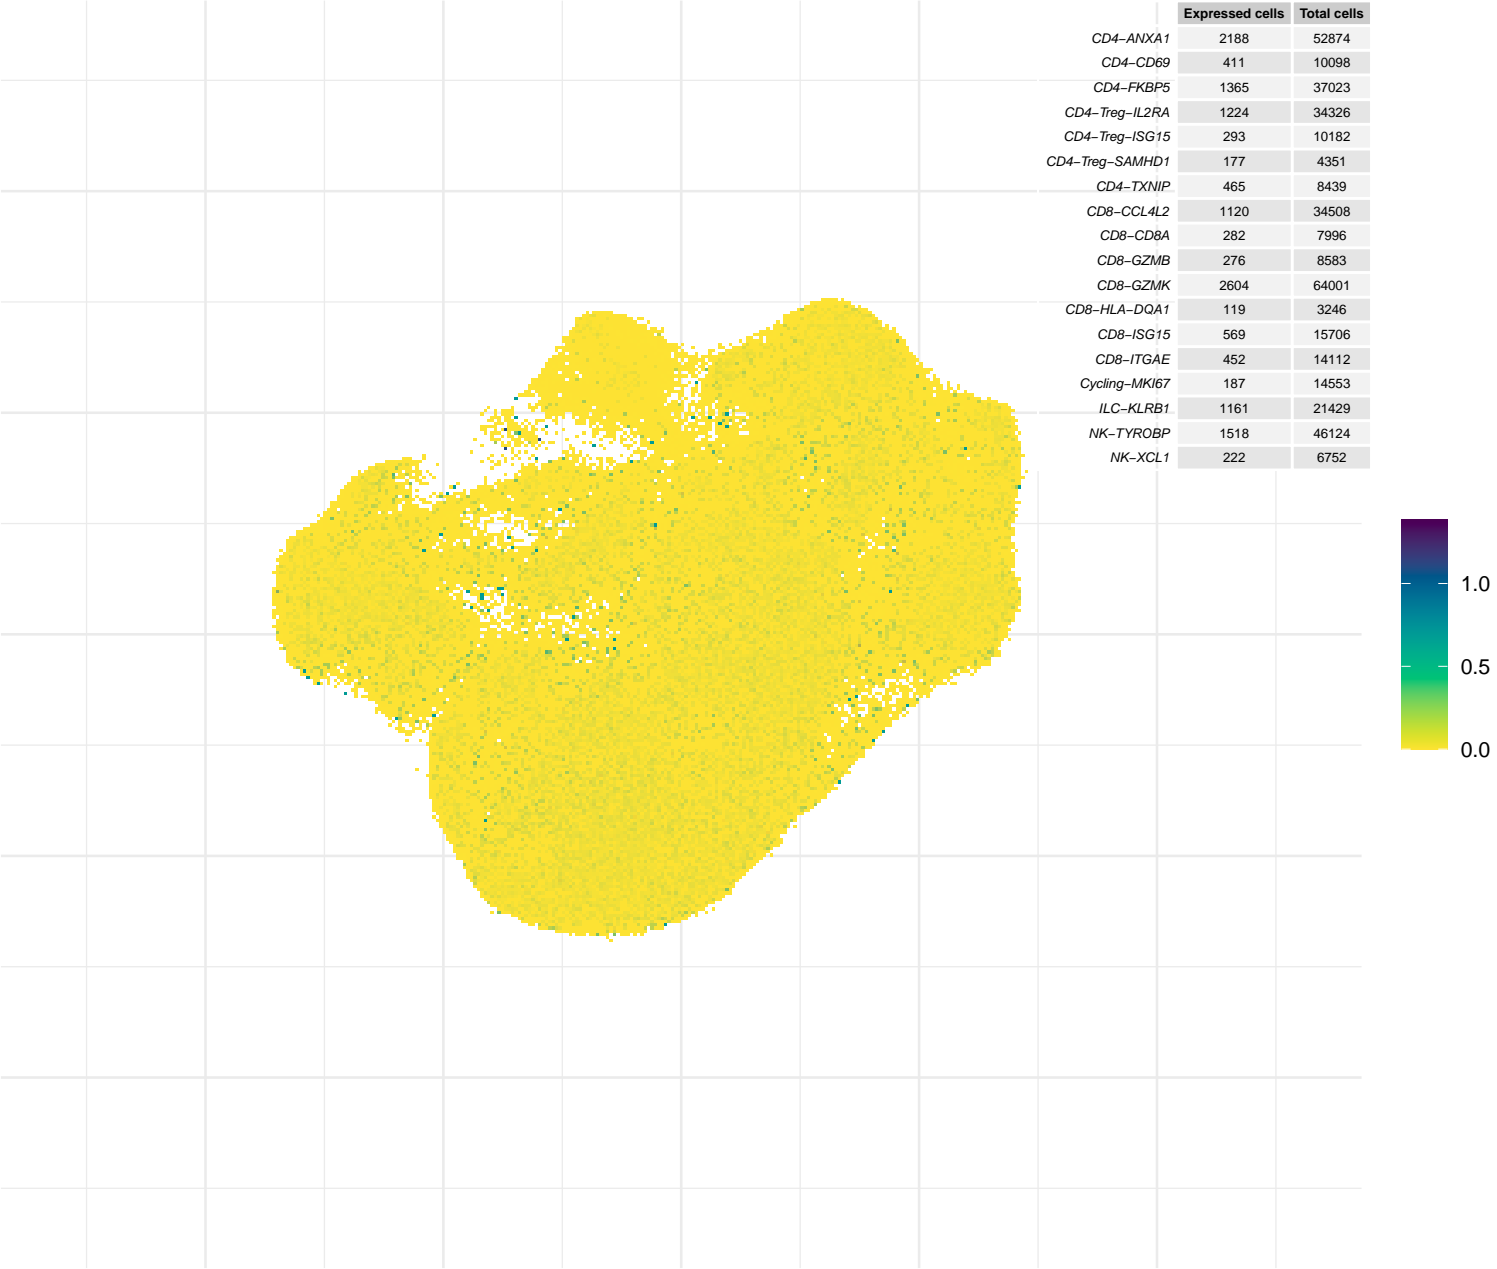 Expressed cells Total cells
CD4−ANXA1 2188 52874
CD4−CD69 411 10098
CD4−FKBP5 1365 37023
CD4−Treg−IL2RA 1224 34326
CD4−Treg−ISG15 293 10182
CD4−Treg−SAMHD1 177 4351
CD4−TXNIP 465 8439
CD8−CCL4L2 1120 34508
CD8−CD8A 282 7996
CD8−GZMB 276 8583
CD8−GZMK 2604 64001
CD8−HLA−DQA1 119 3246
CD8−ISG15 569 15706
CD8−ITGAE 452 14112
Cycling−MKI67 187 14553
ILC−KLRB1 1161 21429
NK−TYROBP 1518 46124
NK−XCL1 222 6752
1.0
0.5
0.0